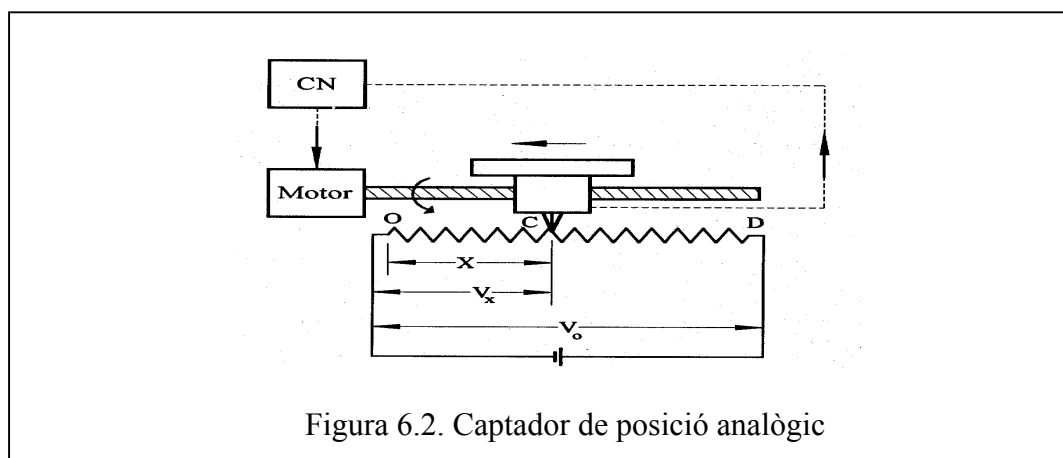 CN
Motor
O
C
D
X
Vx
Vo
Figura 6.2. Captador de posició analògic